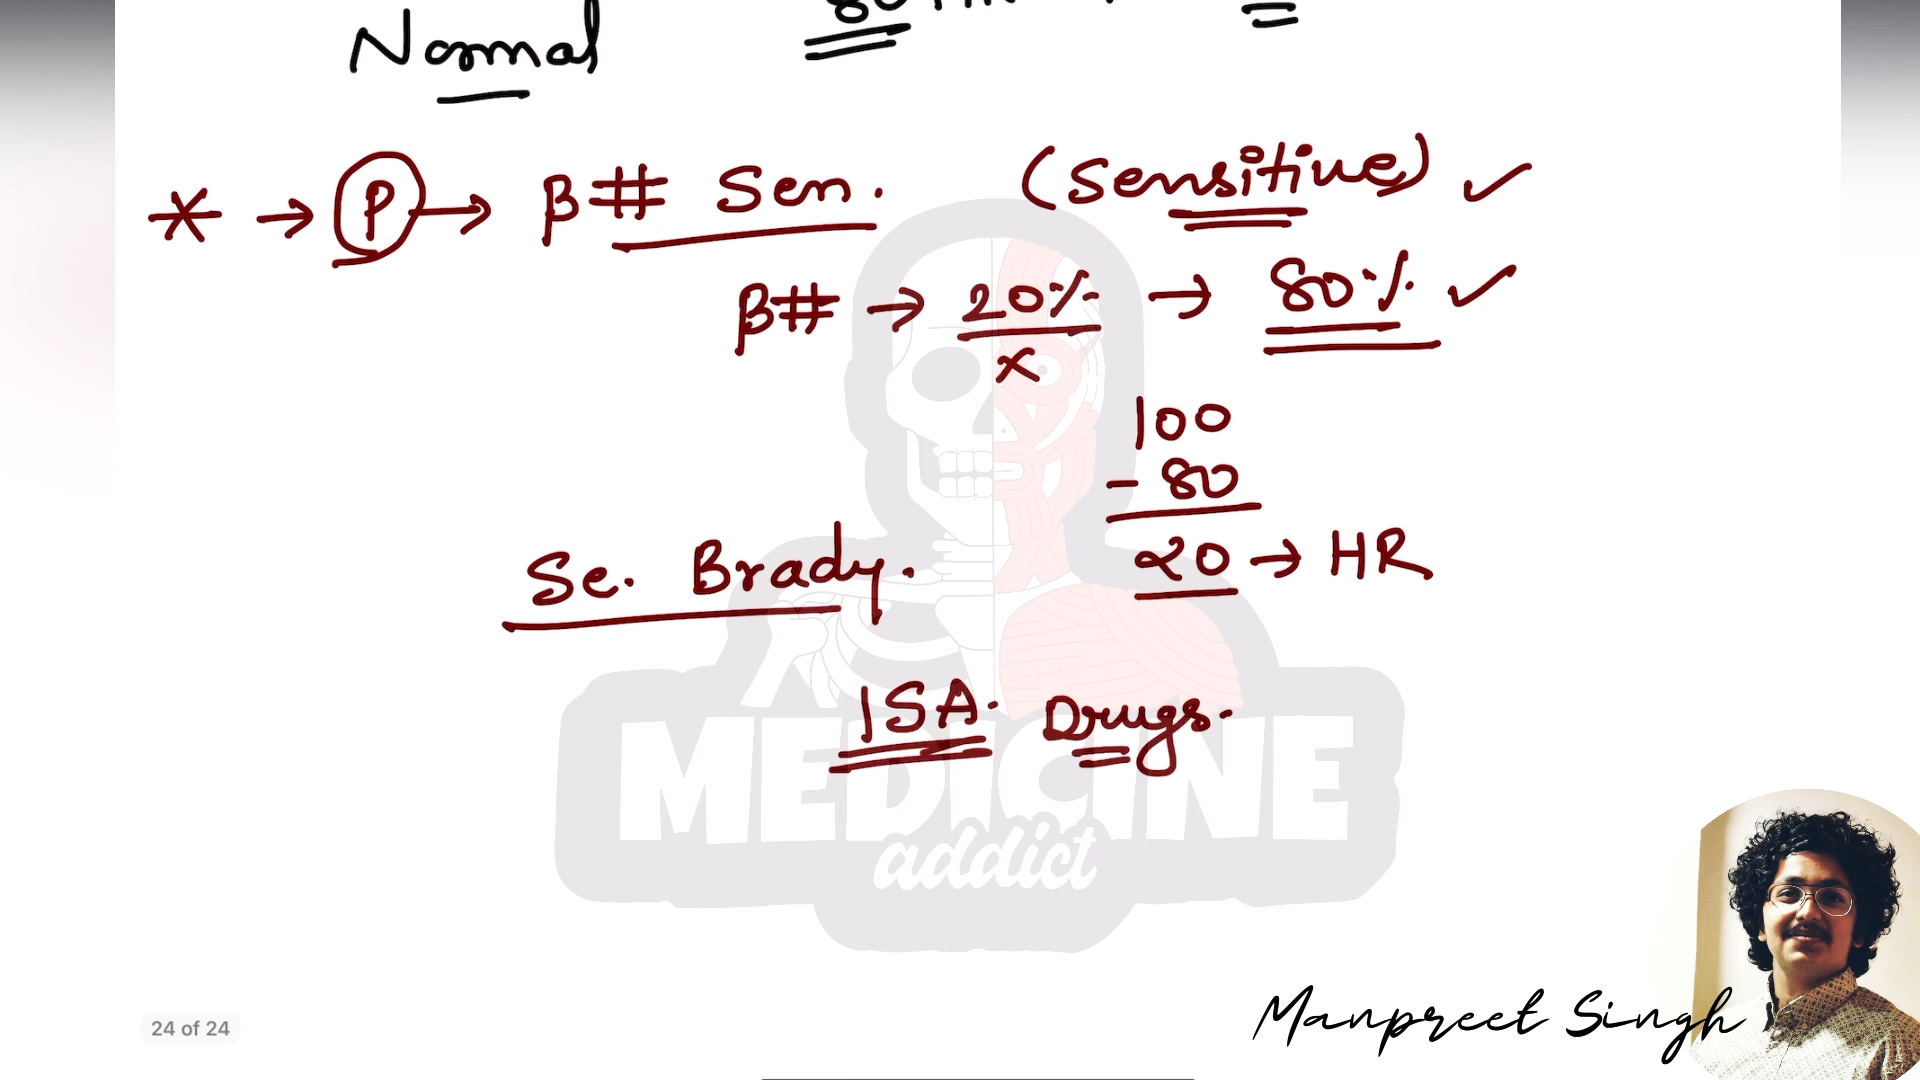 Normal
* → P → β# Sen. (Sensitive) ✓
β# → 20% → 80% ✓
x
100
- 80
20 → HR
Se. Brady.
ISA. Drugs.
MEDICINE
addict
Manpreet Singh
24 of 24